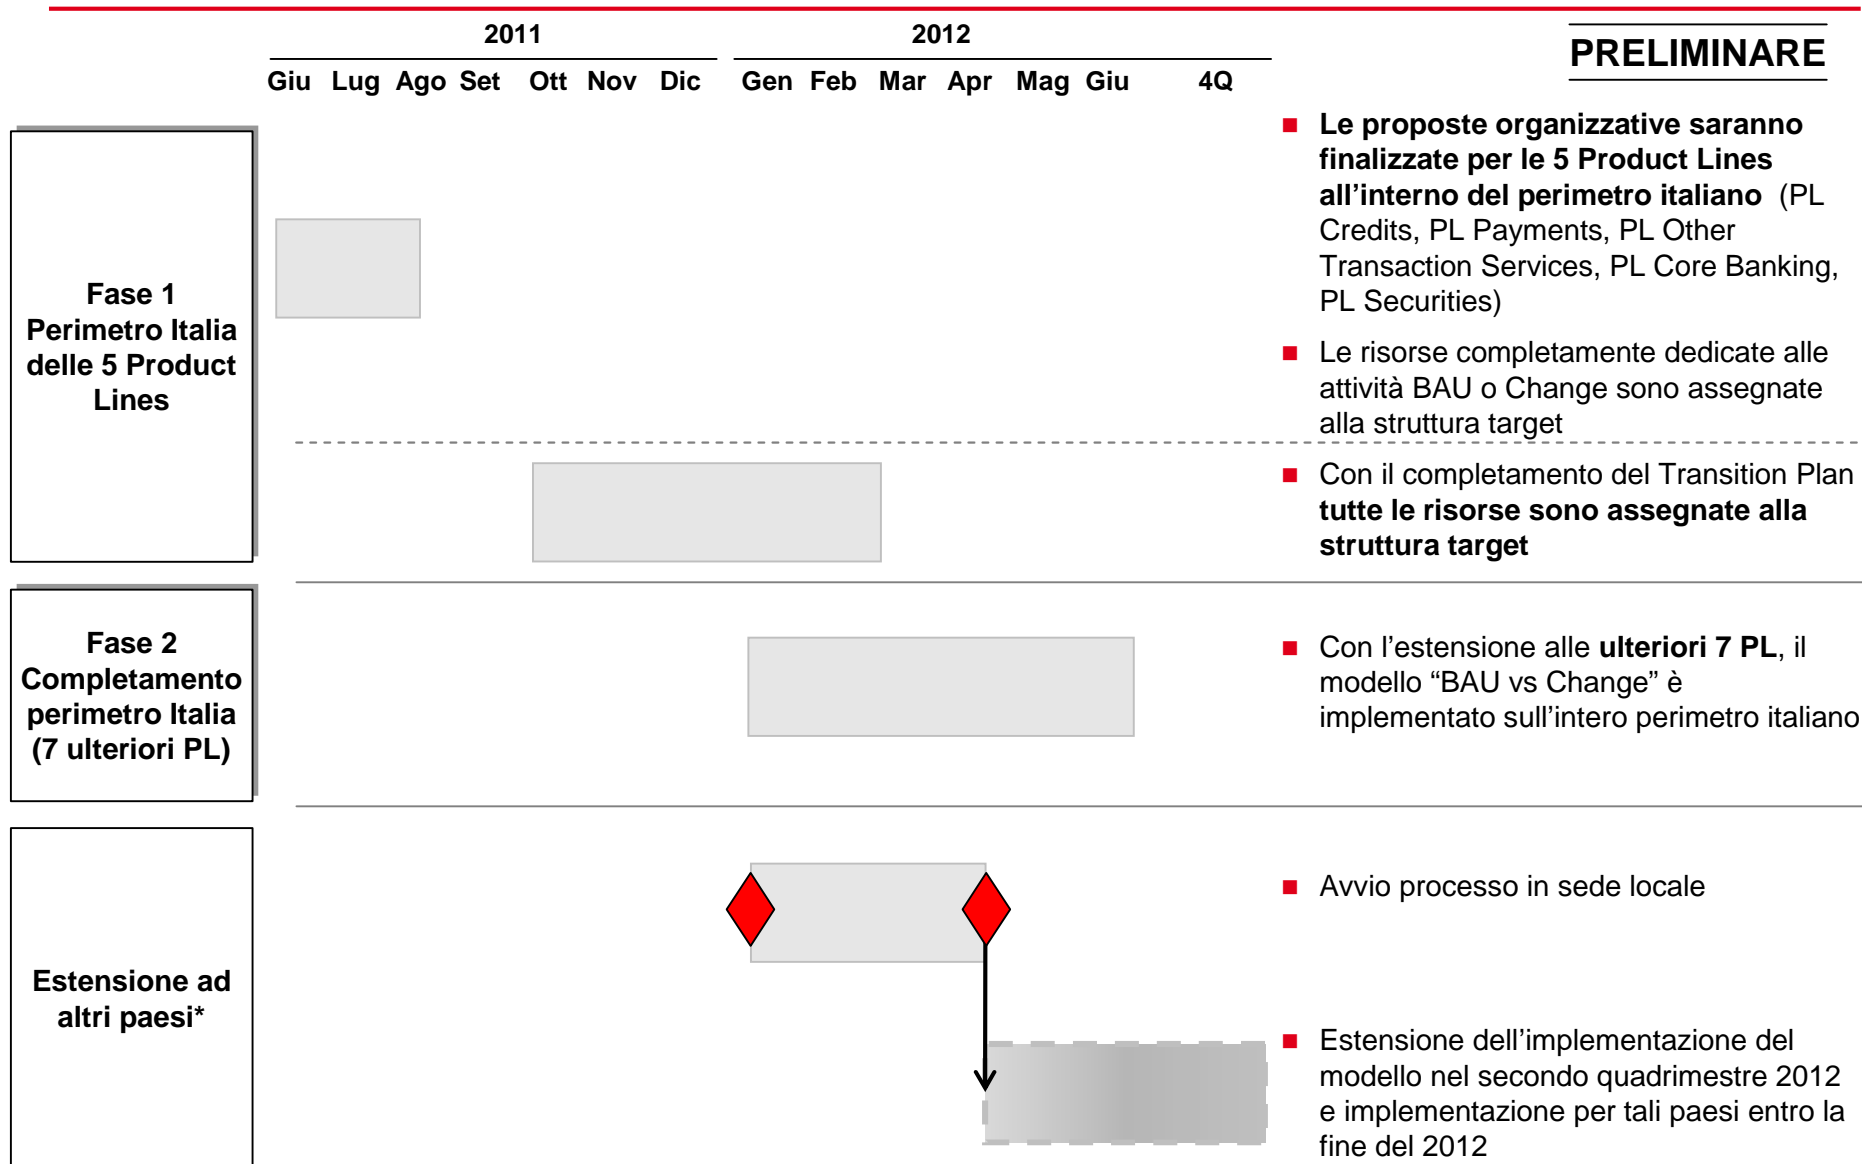 2011
2012
PRELIMINARE
Giu Lug Ago Set Ott Nov Dic Gen Feb Mar Apr Mag Giu 4Q
Fase 1
Perimetro Italia
delle 5 Product
Lines
Le proposte organizzative saranno
finalizzate per le 5 Product Lines
all’interno del perimetro italiano (PL
Credits, PL Payments, PL Other
Transaction Services, PL Core Banking,
PL Securities)
Le risorse completamente dedicate alle
attività BAU o Change sono assegnate
alla struttura target
Con il completamento del Transition Plan
tutte le risorse sono assegnate alla
struttura target
Fase 2
Completamento
perimetro Italia
(7 ulteriori PL)
Con l’estensione alle ulteriori 7 PL, il
modello “BAU vs Change” è
implementato sull’intero perimetro italiano
Estensione ad
altri paesi*
Avvio processo in sede locale
Estensione dell’implementazione del
modello nel secondo quadrimestre 2012
e implementazione per tali paesi entro la
fine del 2012